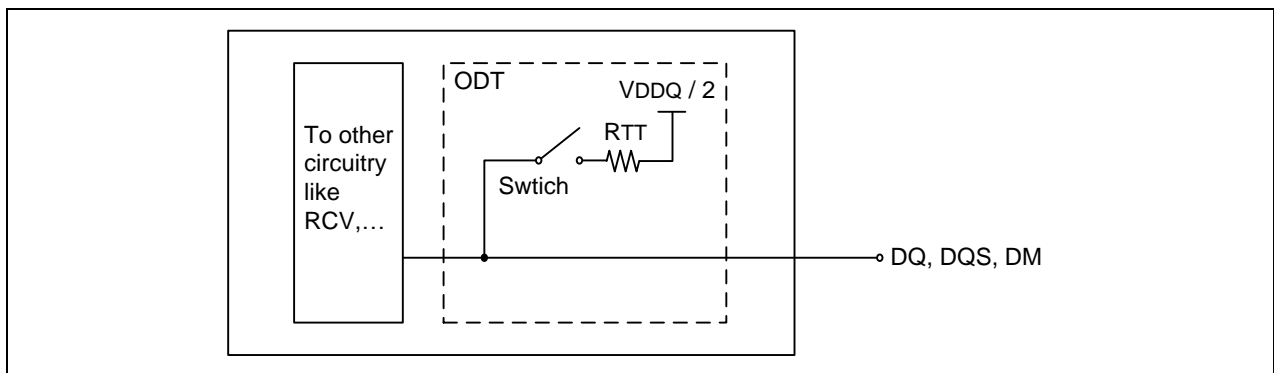 ODT
VDDQ / 2
RTT
To other
circuitry
like
RCV,…
Swtich
DQ, DQS, DM